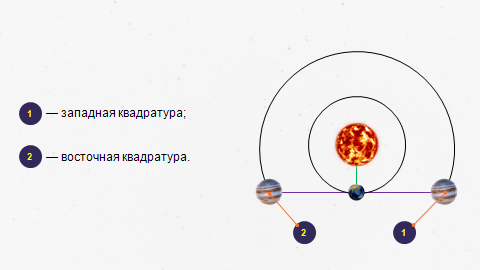 1 — западная квадратура;
2 — восточная квадратура.
2 1